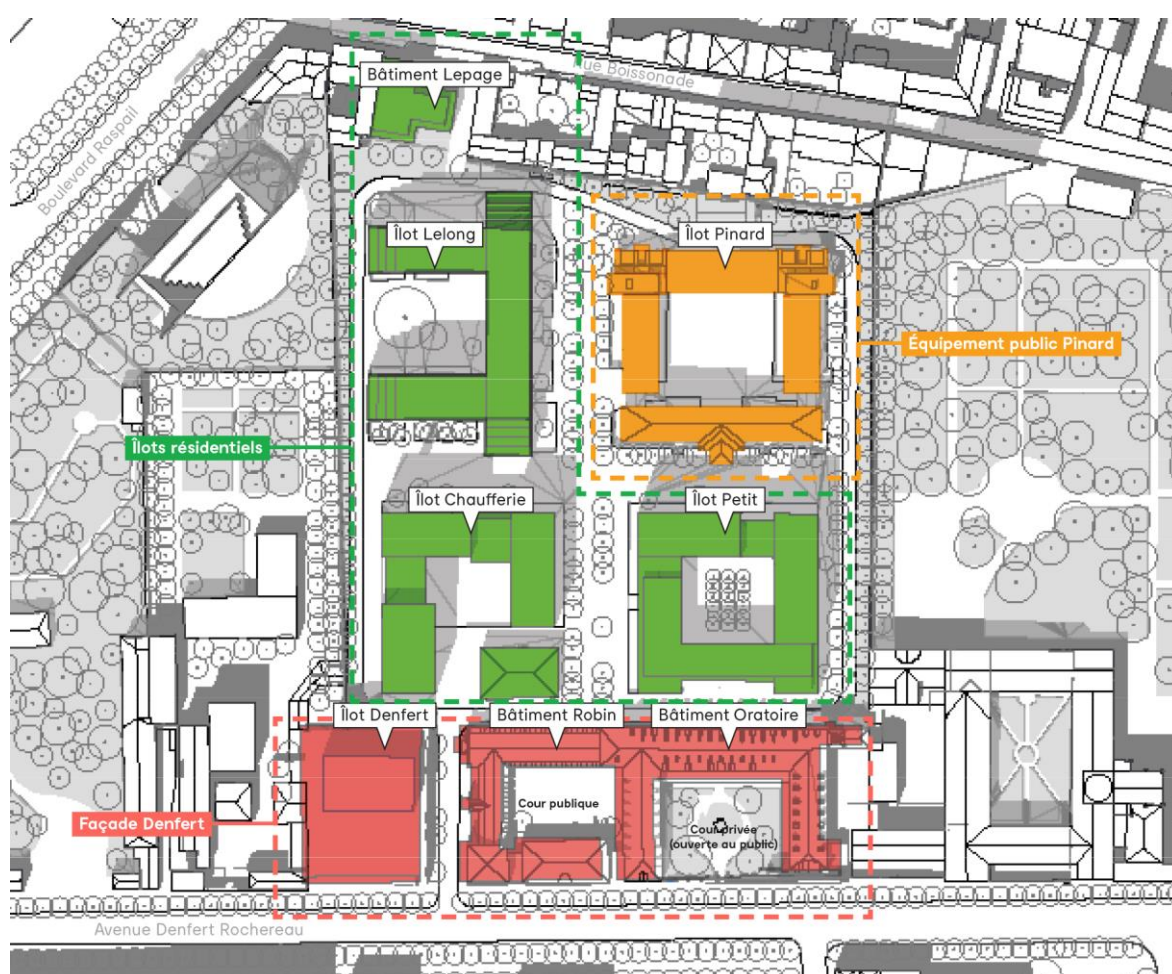 Rue Boissonade
Bâtiment Lepage
Boulevard Raspail
Îlot Lelong
Îlot Pinard
Équipement public Pinard
Îlots résidentiels
Îlot Chaufferie
Îlot Petit
Îlot Denfert
Bâtiment Robin
Bâtiment Oratoire
Cour publique
Façade Denfert
Cour privée
(ouverte au public)
Avenue Denfert Rochereau